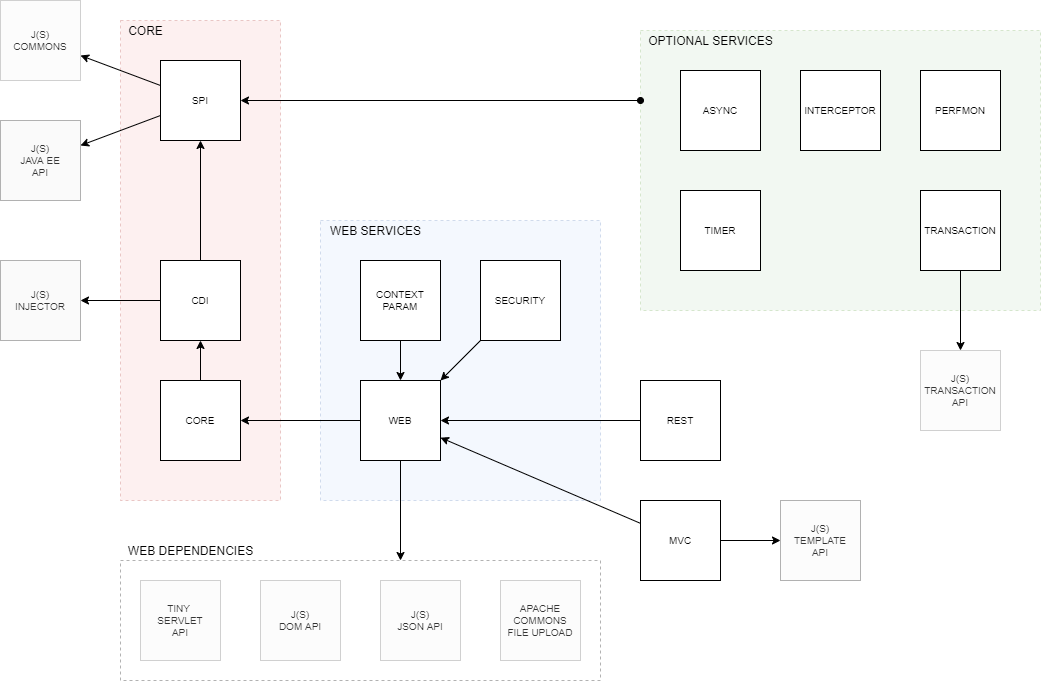 J(S)
COMMONS
J(S)
JAVA EE
API
J(S)
INJECTOR
CORE
SPI
CDI
CORE
WEB SERVICES
CONTEXT
PARAM
SECURITY
WEB
OPTIONAL SERVICES
ASYNC
INTERCEPTOR
PERFMON
TIMER
TRANSACTION
J(S)
TRANSACTION
API
REST
MVC
J(S)
TEMPLATE
API
WEB DEPENDENCIES
TINY
SERVLET
API
J(S)
DOM API
J(S)
JSON API
APACHE
COMMONS
FILE UPLOAD